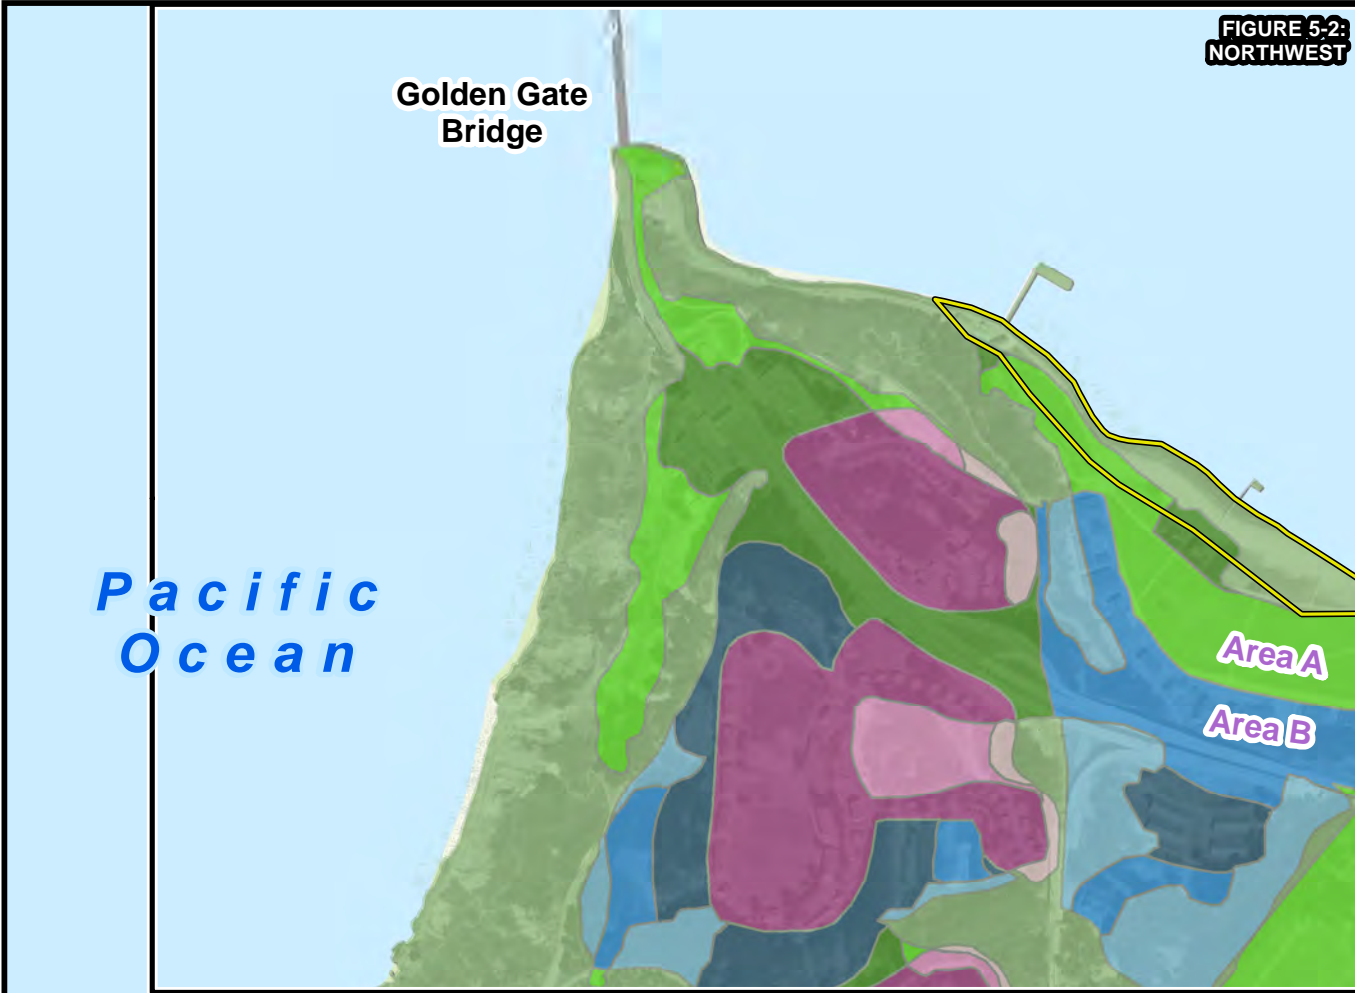 FIGURE 5-2:
NORTHWEST
Golden Gate
Bridge
Pacific
Ocean
Area A
Area B